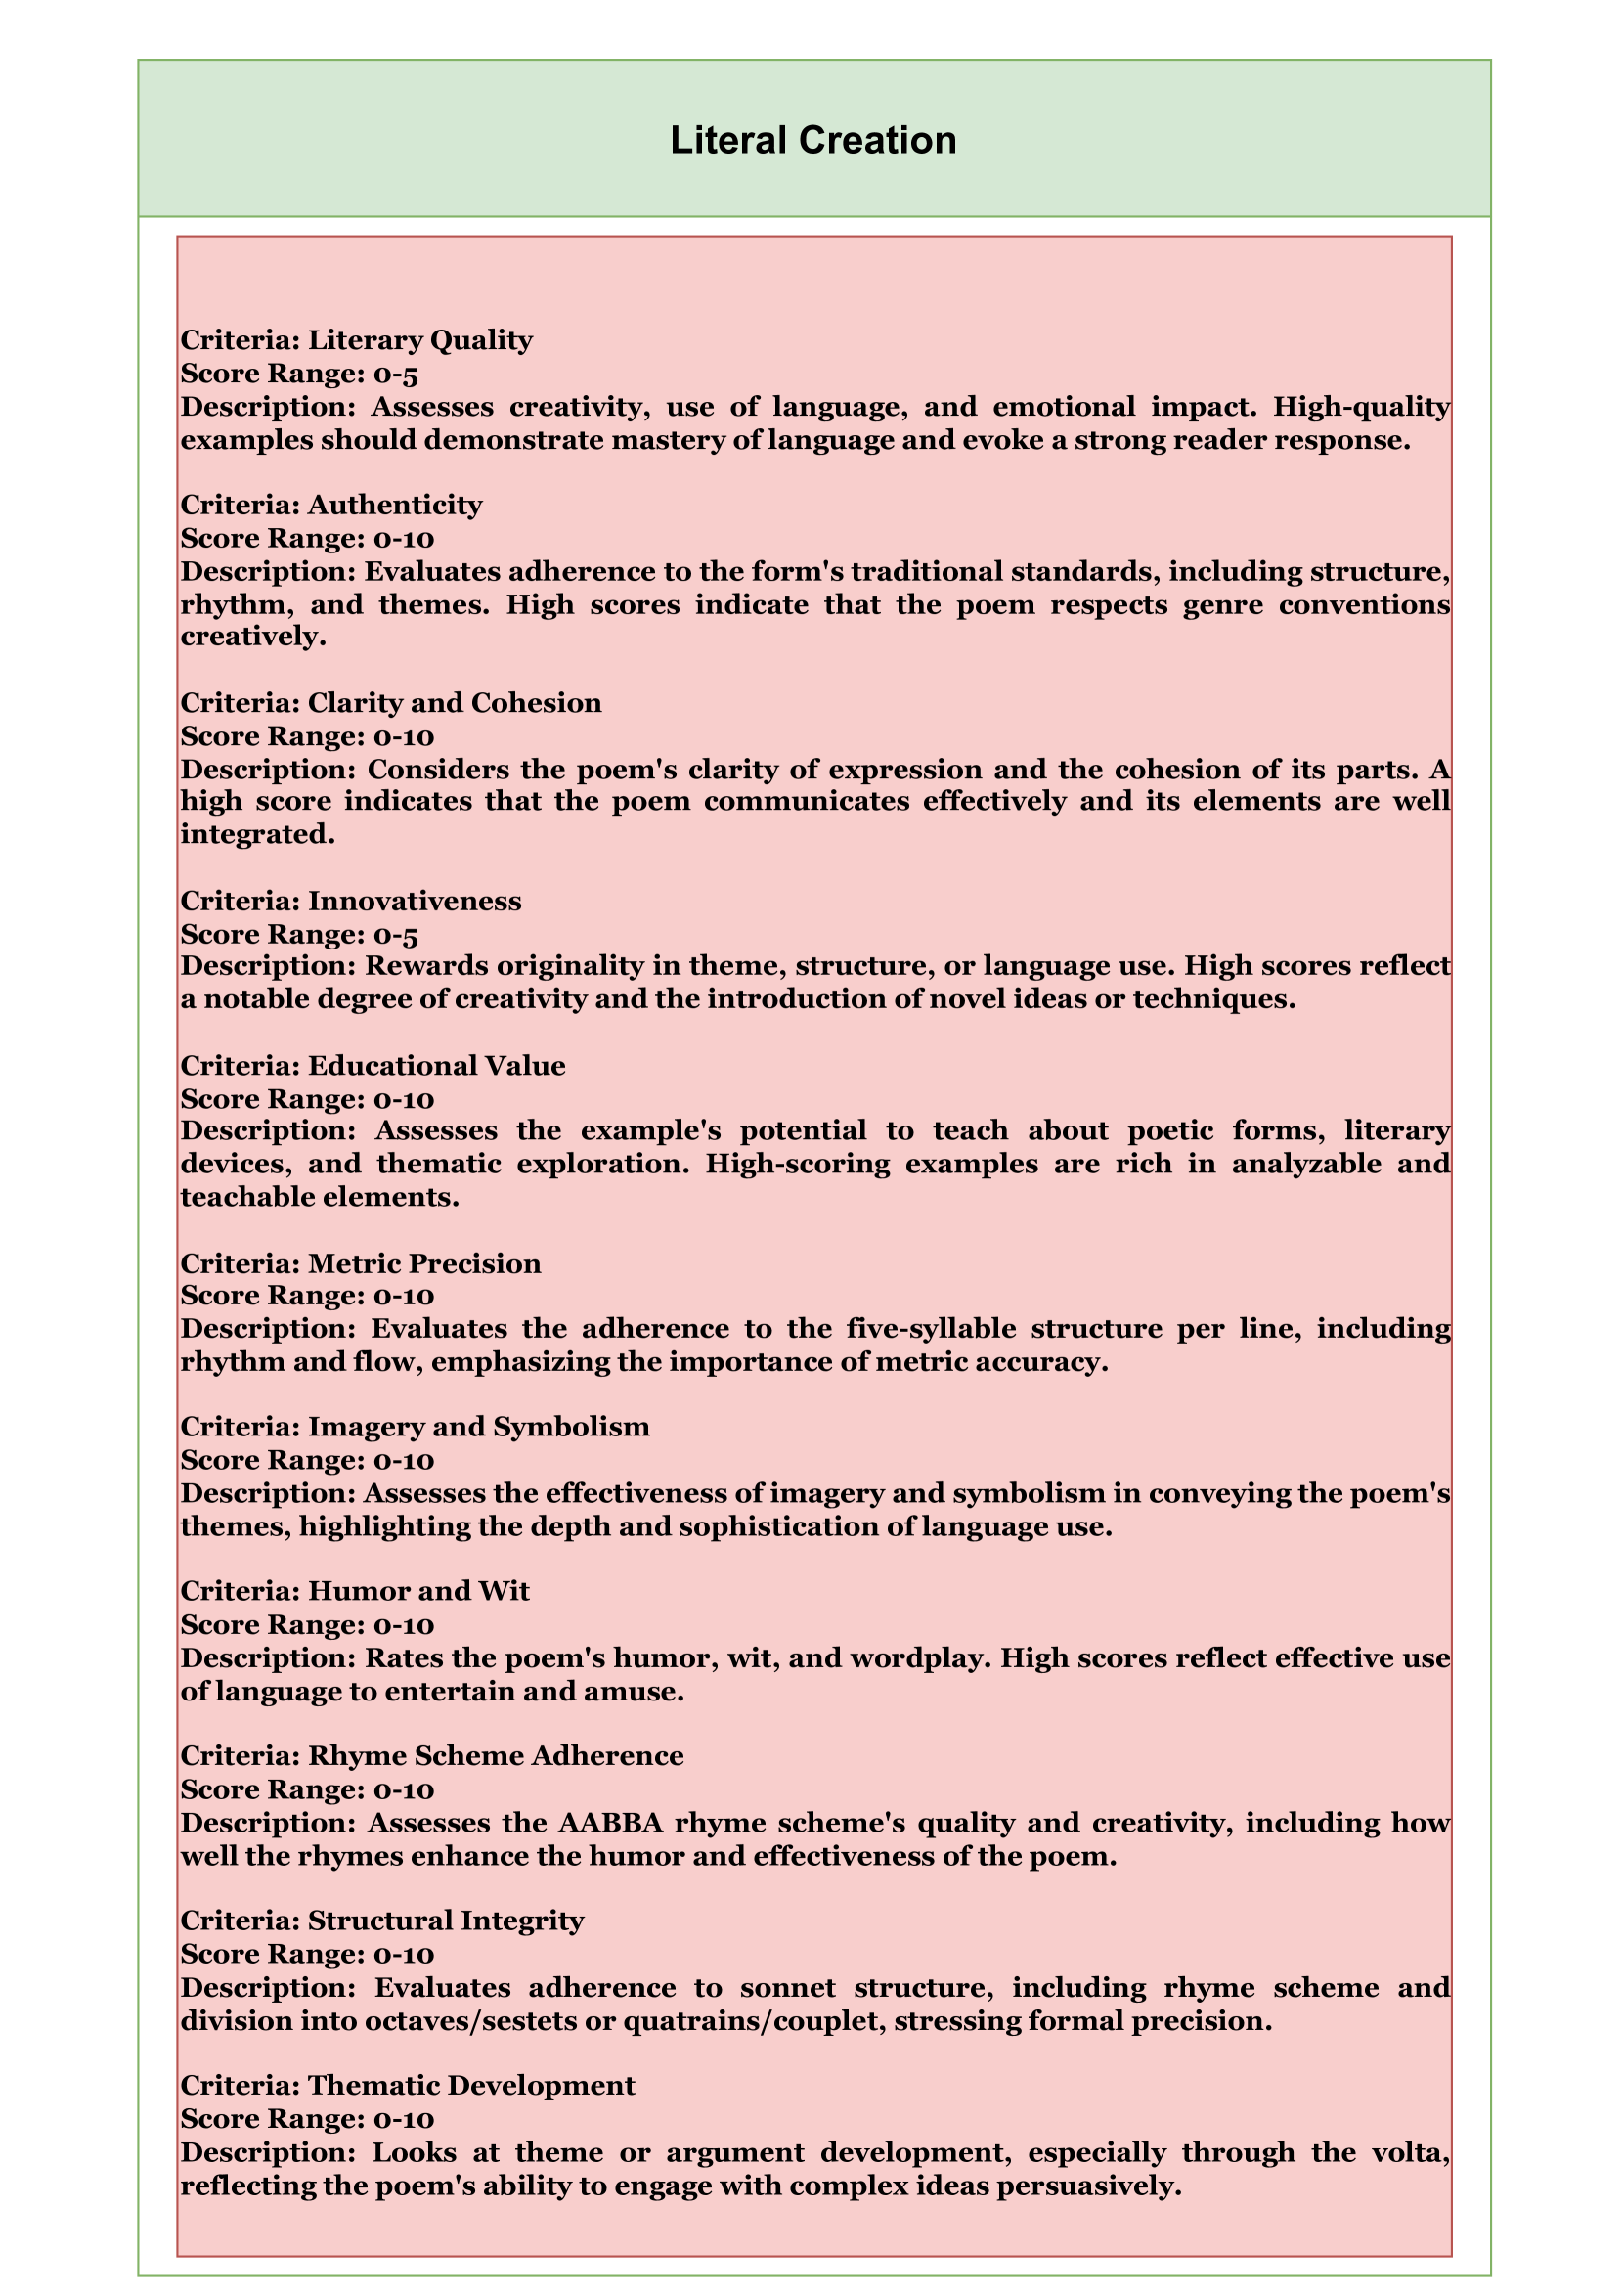 Literal Creation
Criteria: Literary Quality
Score Range: 0-5
Description: Assesses creativity, use of language, and emotional impact. High-quality
examples should demonstrate mastery of language and evoke a strong reader response.
Criteria: Authenticity
Score Range: 0-10
Description: Evaluates adherence to the form's traditional standards, including structure,
rhythm, and themes. High scores indicate that the poem respects genre conventions
creatively.
Criteria: Clarity and Cohesion
Score Range: 0-10
Description: Considers the poem's clarity of expression and the cohesion of its parts. A
high score indicates that the poem communicates effectively and its elements are well
integrated.
Criteria: Innovativeness
Score Range: 0-5
Description: Rewards originality in theme, structure, or language use. High scores reflect
a notable degree of creativity and the introduction of novel ideas or techniques.
Criteria: Educational Value
Score Range: 0-10
Description: Assesses the example's potential to teach about poetic forms, literary
devices, and thematic exploration. High-scoring examples are rich in analyzable and
teachable elements.
Criteria: Metric Precision
Score Range: 0-10
Description: Evaluates the adherence to the five-syllable structure per line, including
rhythm and flow, emphasizing the importance of metric accuracy.
Criteria: Imagery and Symbolism
Score Range: 0-10
Description: Assesses the effectiveness of imagery and symbolism in conveying the poem's
themes, highlighting the depth and sophistication of language use.
Criteria: Humor and Wit
Score Range: 0-10
Description: Rates the poem's humor, wit, and wordplay. High scores reflect effective use
of language to entertain and amuse.
Criteria: Rhyme Scheme Adherence
Score Range: 0-10
Description: Assesses the AABBA rhyme scheme's quality and creativity, including how
well the rhymes enhance the humor and effectiveness of the poem.
Criteria: Structural Integrity
Score Range: 0-10
Description: Evaluates adherence to sonnet structure, including rhyme scheme and
division into octaves/sestets or quatrains/couplet, stressing formal precision.
Criteria: Thematic Development
Score Range: 0-10
Description: Looks at theme or argument development, especially through the volta,
reflecting the poem's ability to engage with complex ideas persuasively.